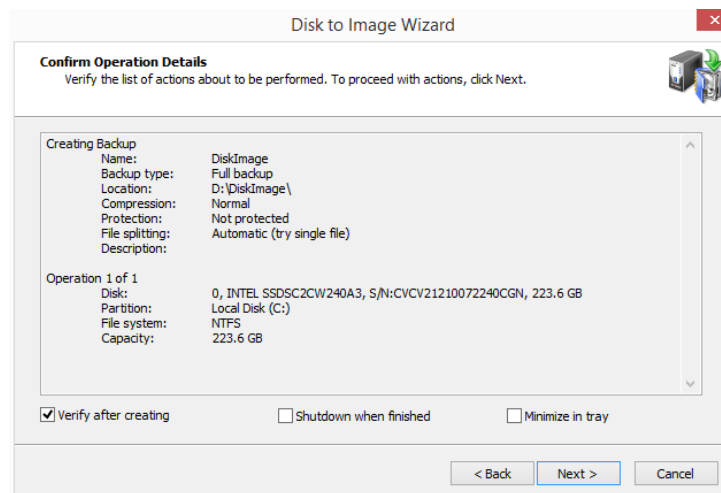 Disk to Image Wizard
Confirm Operation Details
Verify the list of actions about to be performed. To proceed with actions, click Next.
Creating Backup
Name: DiskImage
Backup type: Full backup
Location: D:\DiskImage\
Compression: Normal
Protection: Not protected
File splitting: Automatic (try single file)
Description:
Operation 1 of 1
Disk: 0, INTEL SSDSC2CW240A3, S/N:CVCV21210072240CGN, 223.6 GB
Partition: Local Disk (C:)
File system: NTFS
Capacity: 223.6 GB
Verify after creating Shutdown when finished Minimize in tray
< Back Next > Cancel